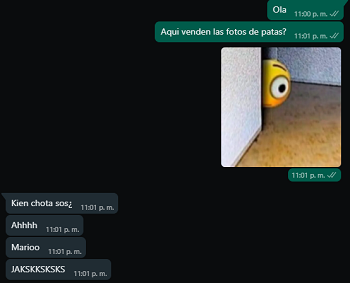 Ola
11:00 p. m.
Aqui venden las fotos de patas?
11:01 p. m.
11:01 p. m.
Kien chota sos¿
11:01 p. m.
Ahhhh
11:01 p. m.
Marioo
11:01 p. m.
JAKSKKSKSKS
11:01 p. m.